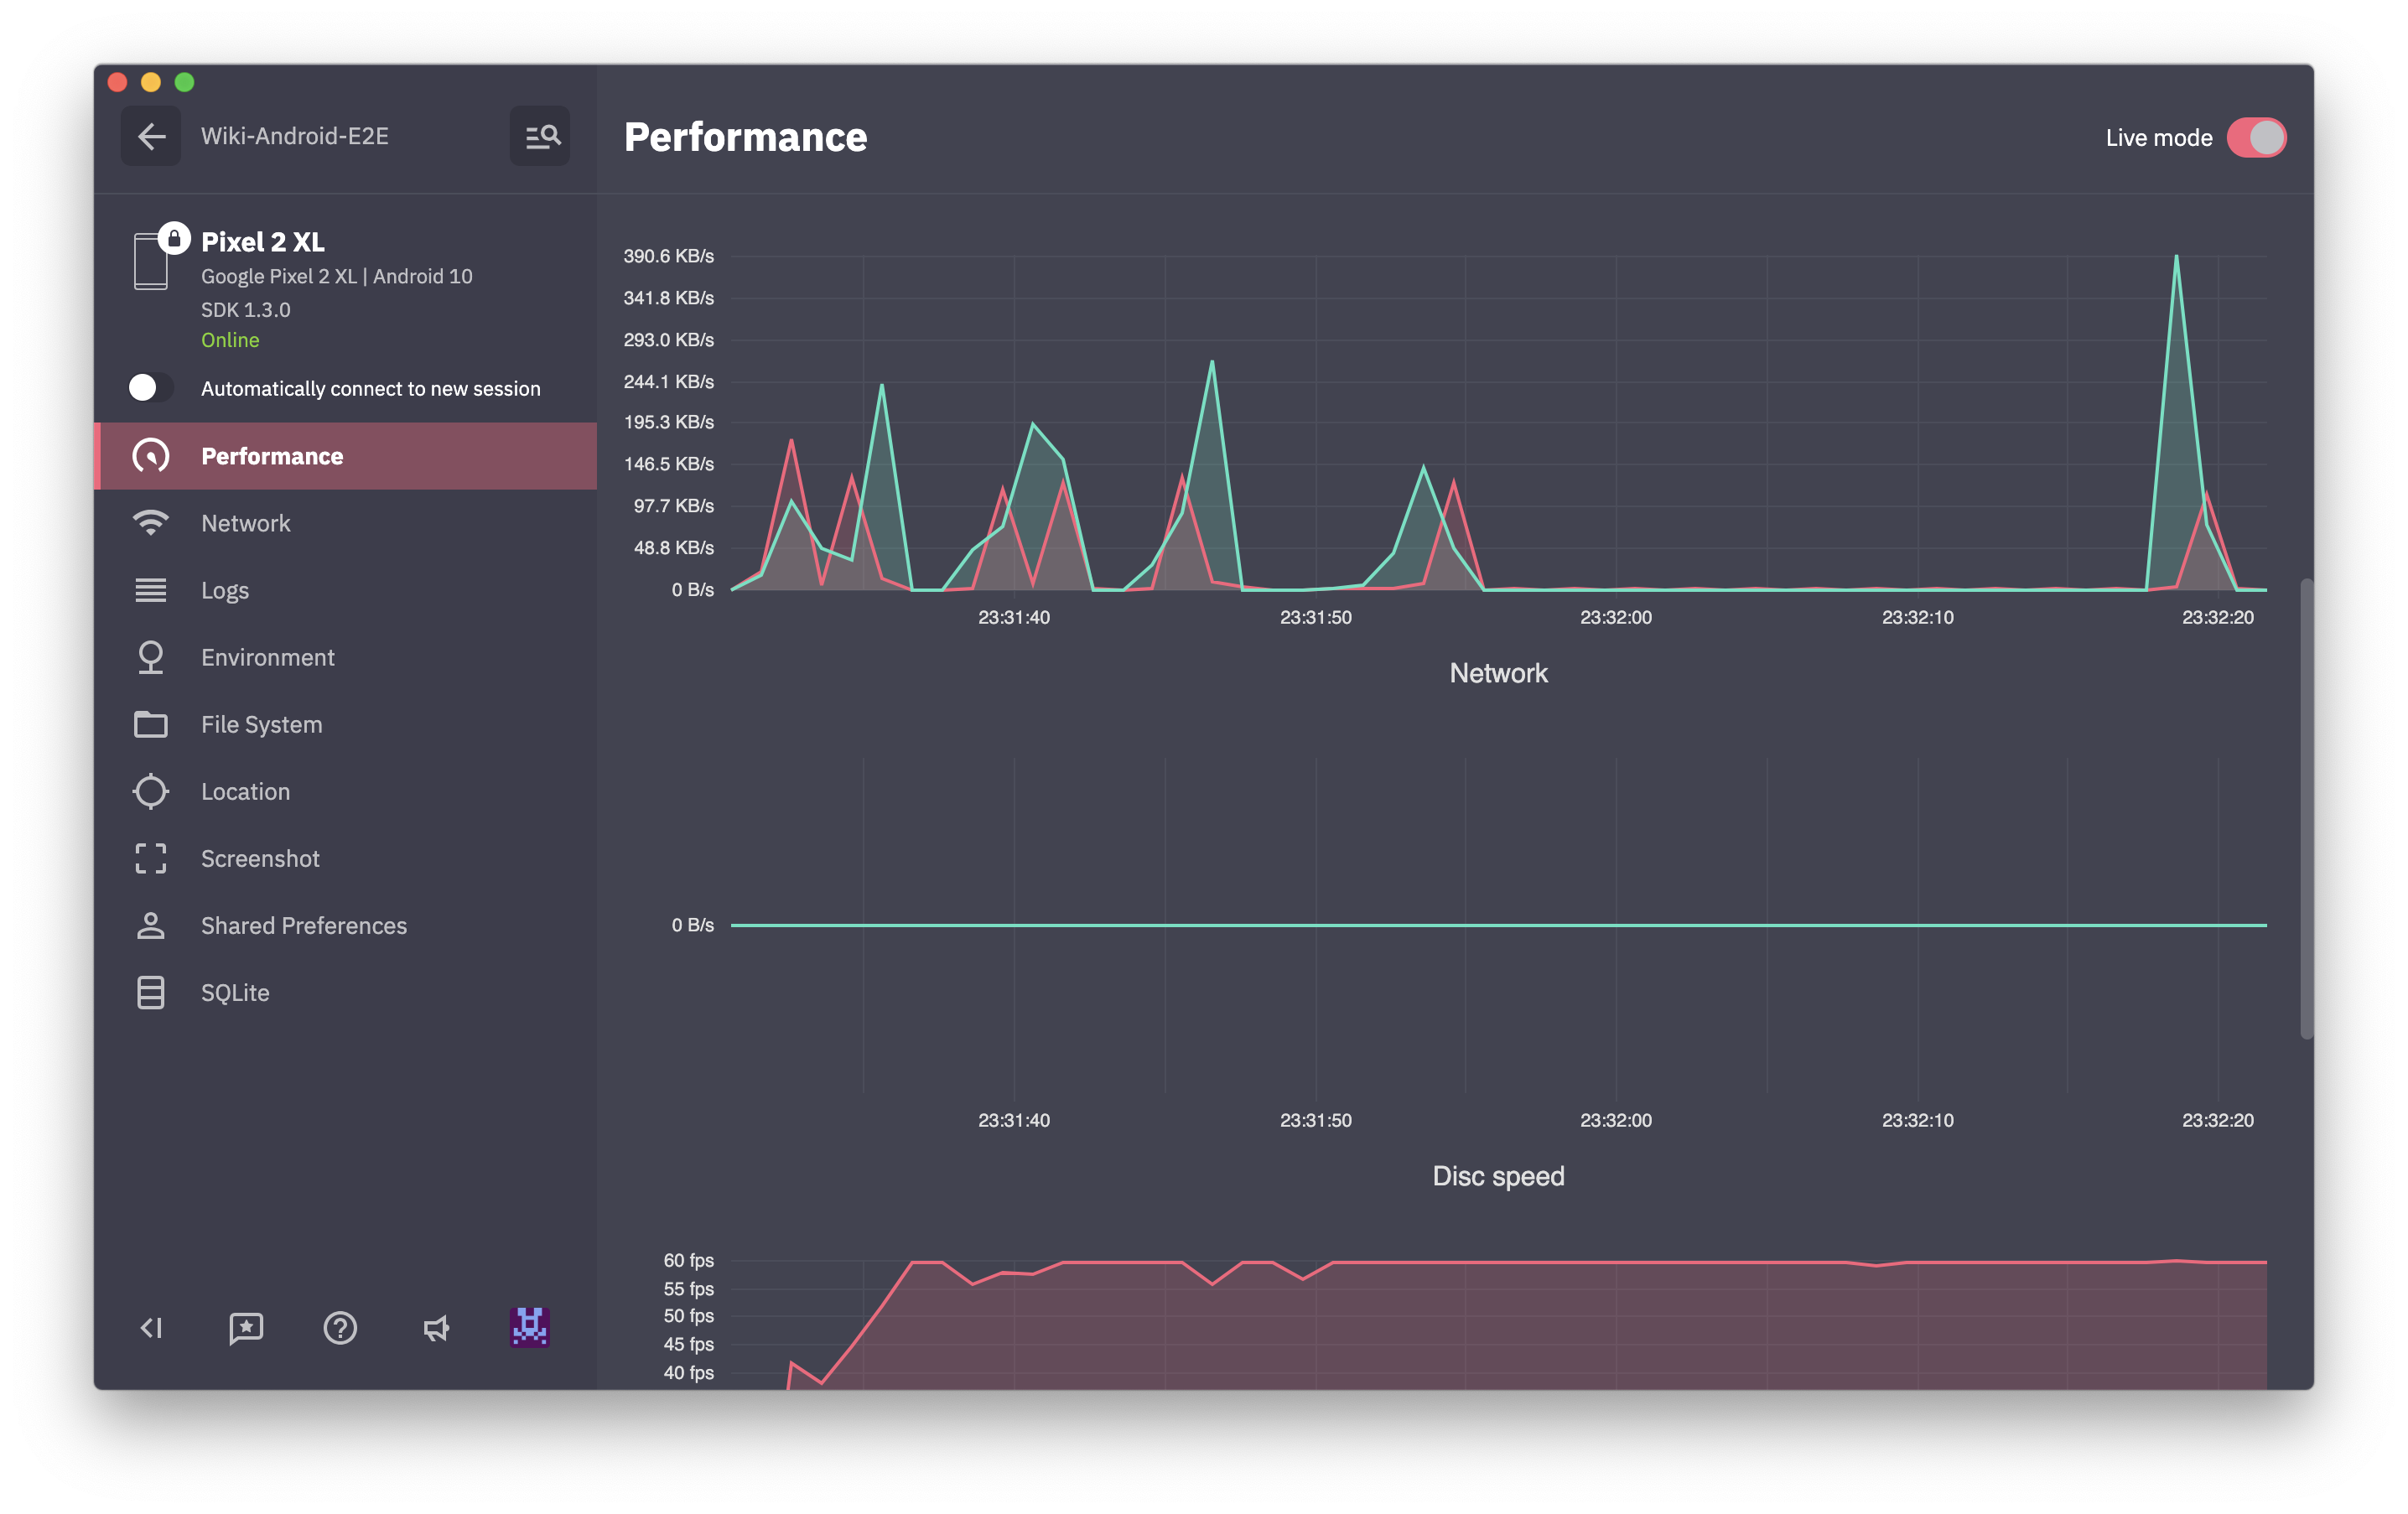 Wiki-Android-E2E
Pixel 2 XL
Google Pixel 2 XL | Android 10
SDK 1.3.0
Online
Automatically connect to new session
Performance
Network
Logs
Environment
File System
Location
Screenshot
Shared Preferences
SQLite
Performance
Live mode
390.6 KB/s
341.8 KB/s
293.0 KB/s
244.1 KB/s
195.3 KB/s
146.5 KB/s
97.7 KB/s
48.8 KB/s
0 B/s
23:31:40 23:31:50 23:32:00 23:32:10 23:32:20
Network
0 B/s
23:31:40 23:31:50 23:32:00 23:32:10 23:32:20
Disc speed
60 fps
55 fps
50 fps
45 fps
40 fps